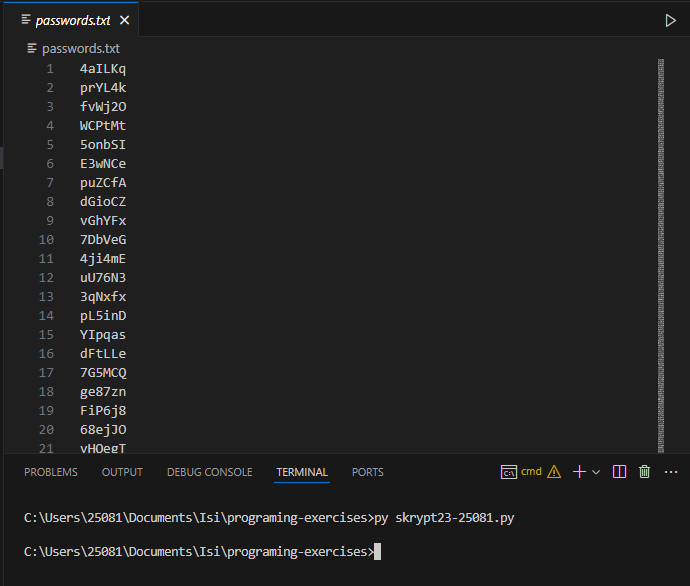 passwords.txt
passwords.txt
1 4aILKq
2 prYL4k
3 fvWj2O
4 WCPtMt
5 5onbSI
6 E3wNCe
7 puZCfA
8 dGioCZ
9 vGhYFx
10 7DbVeG
11 4ji4mE
12 uU76N3
13 3qNxfx
14 pL5inD
15 YIpqas
16 dFtLLe
17 7G5MCQ
18 ge87zn
19 FiP6j8
20 68ejJO
21 vHOegT
PROBLEMS OUTPUT DEBUG CONSOLE TERMINAL PORTS cmd
C:\Users\25081\Documents\Isi\programing-exercises>py skrypt23-25081.py
C:\Users\25081\Documents\Isi\programing-exercises>